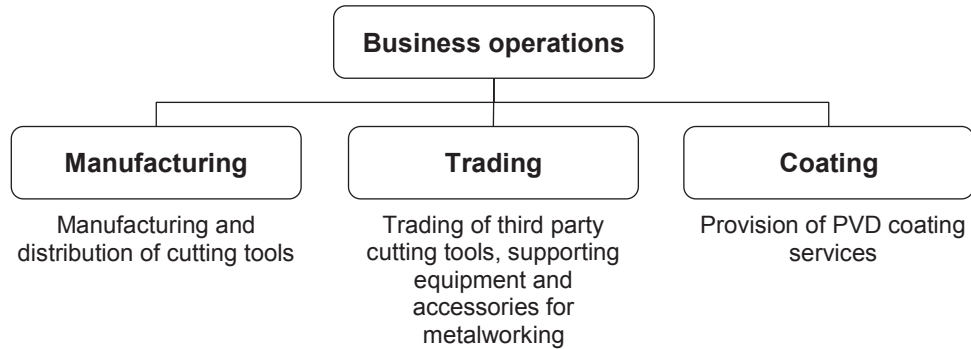 Business operations
Manufacturing
Trading
Coating
Manufacturing and
distribution of cutting tools
Trading of third party
cutting tools, supporting
equipment and
accessories for
metalworking
Provision of PVD coating
services